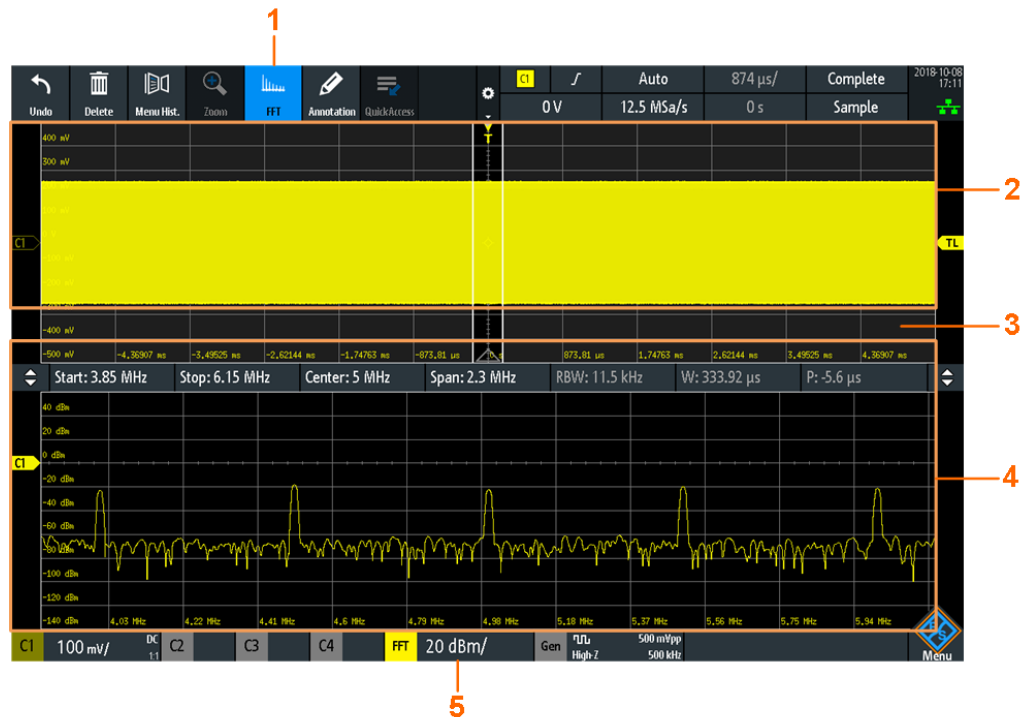 1
Undo
Delete
Menu Hist.
Zoom
FFT
Annotation
QuickAccess
C1
Auto
874 µs/
Complete
2018-10-08
17:11
0 V
12.5 MSa/s
0 s
Sample
400 mV
T
300 mV
2
C1
TL
-400 mV
3
-500 mV
-4.36907 ms
-3.49525 ms
-2.62144 ms
-1.74763 ms
-873.81 µs
873.81 µs
1.74763 ms
2.62144 ms
3.49525 ms
4.36907 ms
Start: 3.85 MHz
Stop: 6.15 MHz
Center: 5 MHz
Span: 2.3 MHz
RBW: 11.5 kHz
W: 333.92 µs
P: -5.6 µs
40 dBm
20 dBm
0 dBm
C1
-20 dBm
4
-40 dBm
-60 dBm
-80 dBm
-100 dBm
-120 dBm
-140 dBm
4.03 MHz
4.22 MHz
4.41 MHz
4.6 MHz
4.79 MHz
4.98 MHz
5.18 MHz
5.37 MHz
5.56 MHz
5.75 MHz
5.94 MHz
C1
100 mV/
DC
1:1
C2
C3
C4
FFT
20 dBm/
Gen
High-Z
500 mVpp
500 kHz
Menu
5